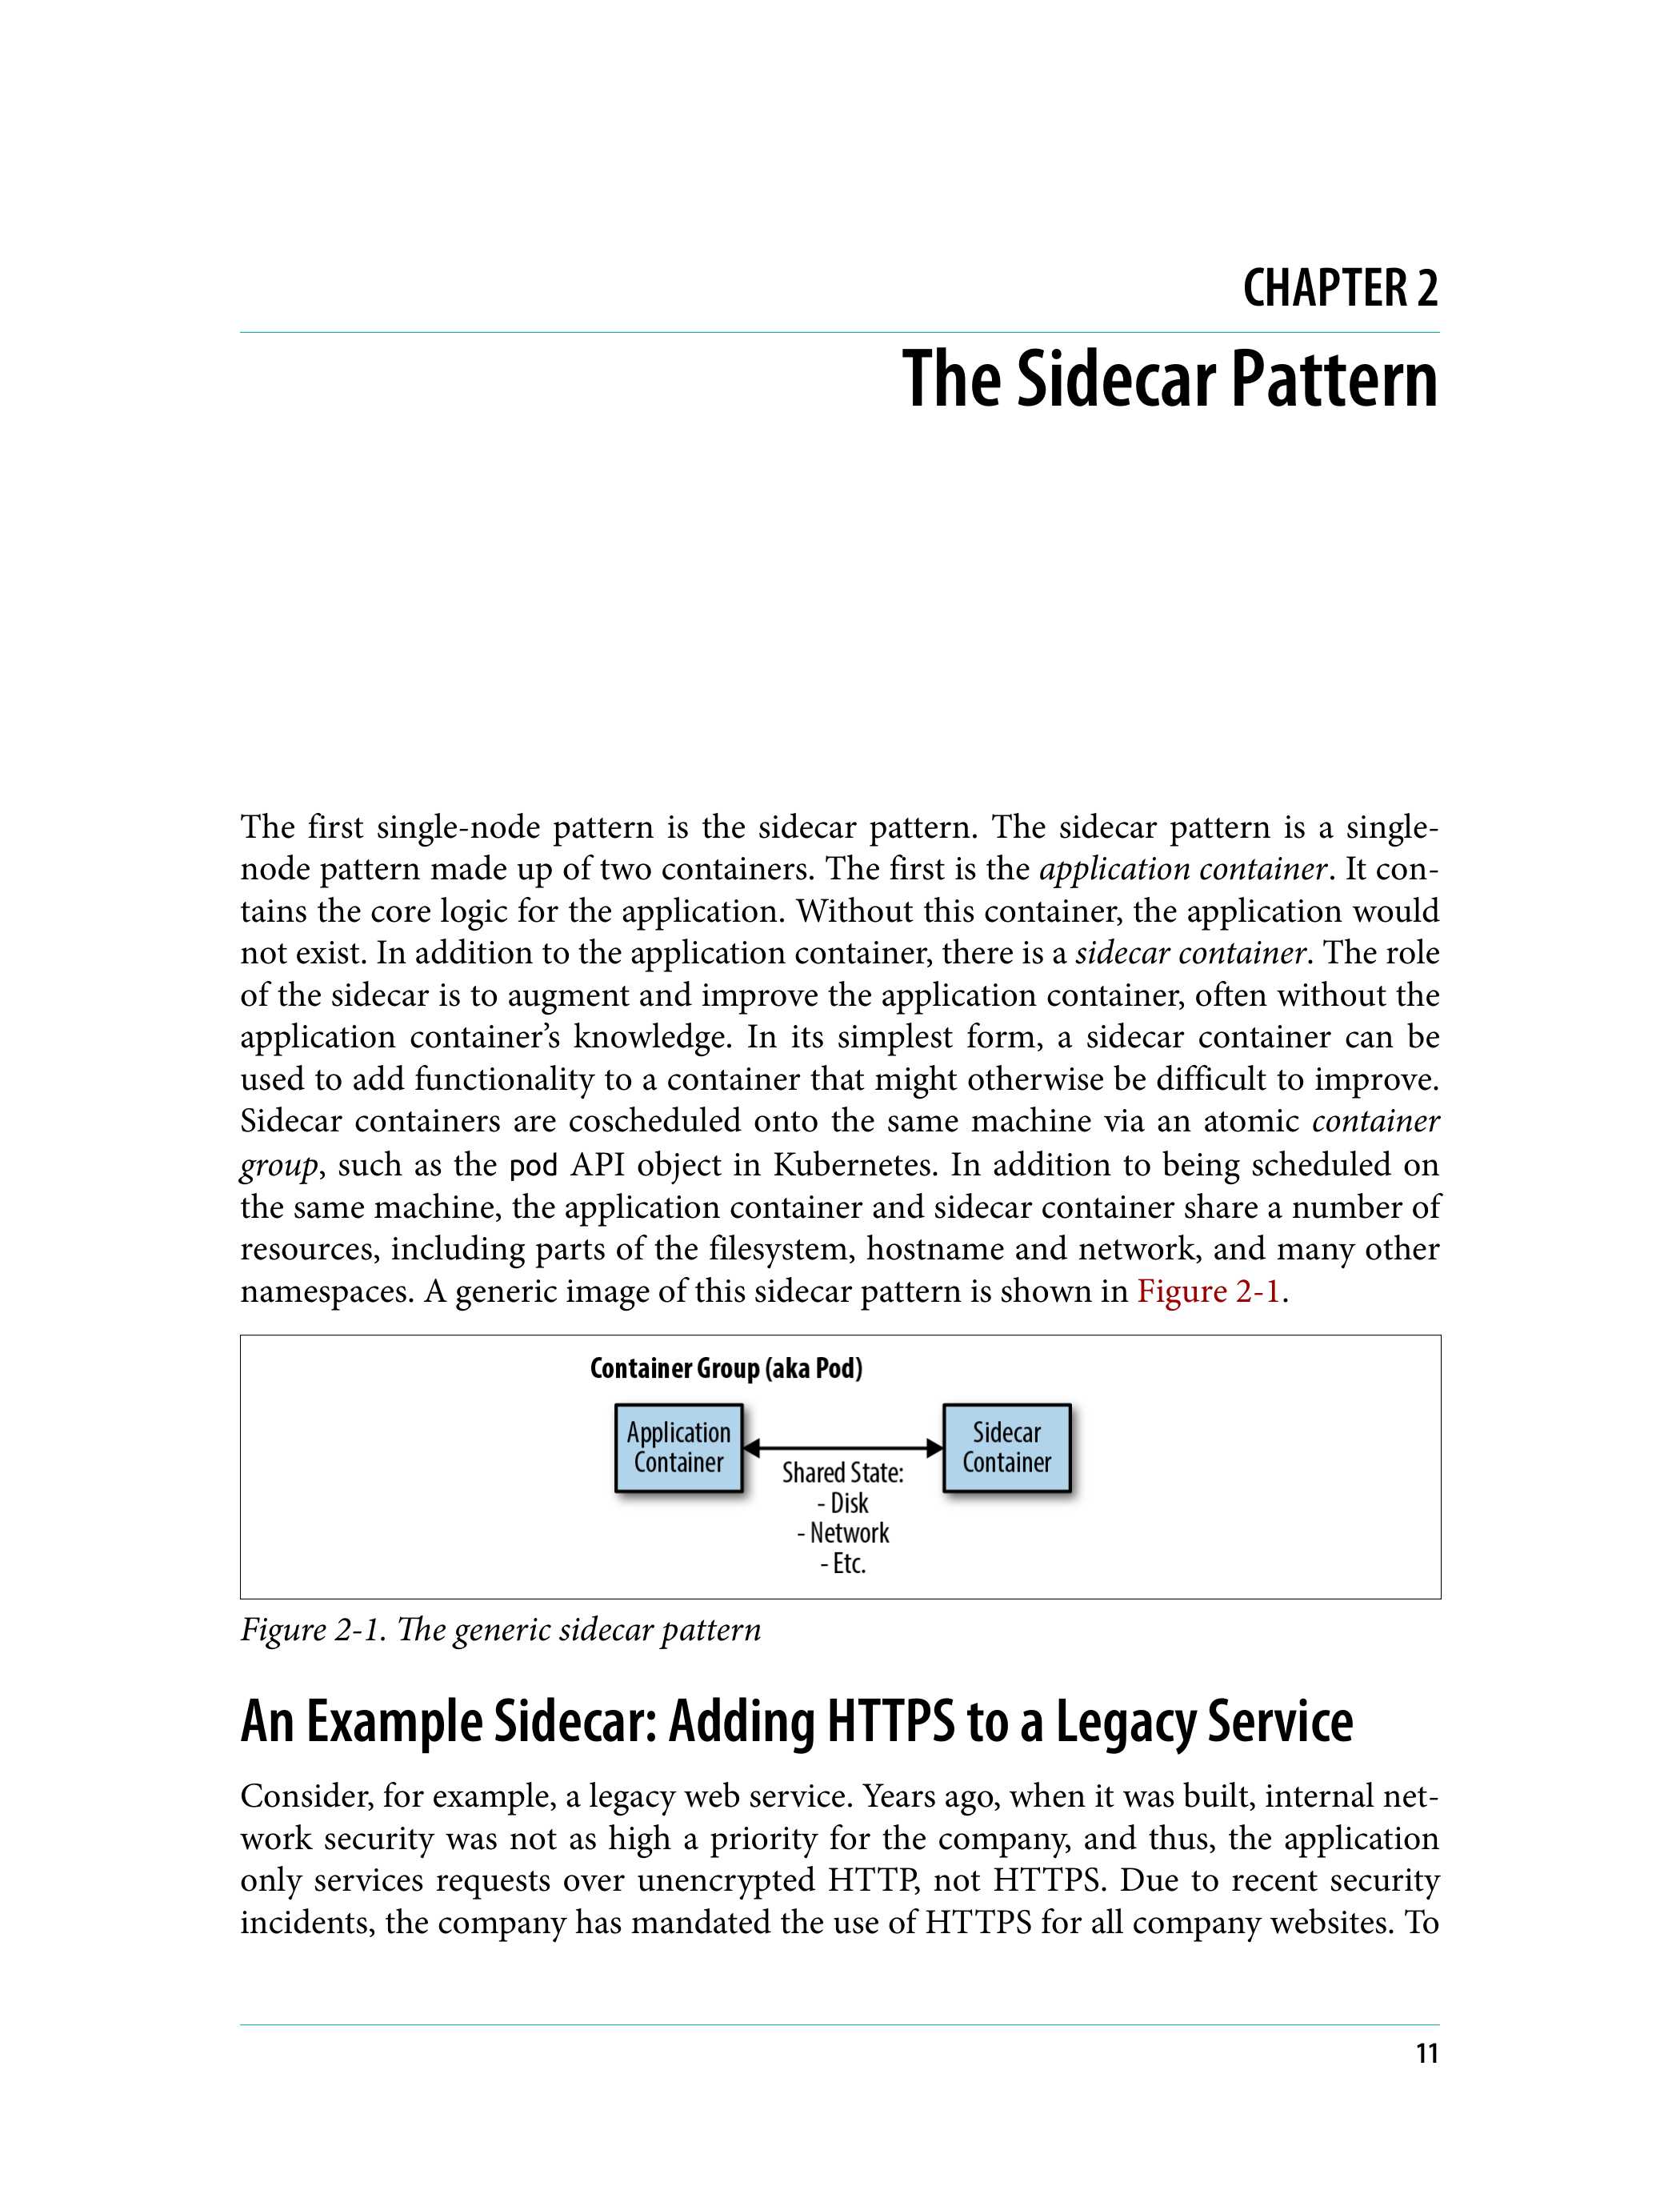 CHAPTER 2
The Sidecar Pattern
The first single-node pattern is the sidecar pattern. The sidecar pattern is a single-
node pattern made up of two containers. The first is the application container. It con-
tains the core logic for the application. Without this container, the application would
not exist. In addition to the application container, there is a sidecar container. The role
of the sidecar is to augment and improve the application container, often without the
application container’s knowledge. In its simplest form, a sidecar container can be
used to add functionality to a container that might otherwise be difficult to improve.
Sidecar containers are coscheduled onto the same machine via an atomic container
group, such as the pod API object in Kubernetes. In addition to being scheduled on
the same machine, the application container and sidecar container share a number of
resources, including parts of the filesystem, hostname and network, and many other
namespaces. A generic image of this sidecar pattern is shown in Figure 2-1.
Container Group (aka Pod)
Application
Container
Shared State:
- Disk
- Network
- Etc.
Sidecar
Container
Figure 2-1. The generic sidecar pattern
An Example Sidecar: Adding HTTPS to a Legacy Service
Consider, for example, a legacy web service. Years ago, when it was built, internal net-
work security was not as high a priority for the company, and thus, the application
only services requests over unencrypted HTTP, not HTTPS. Due to recent security
incidents, the company has mandated the use of HTTPS for all company websites. To
11